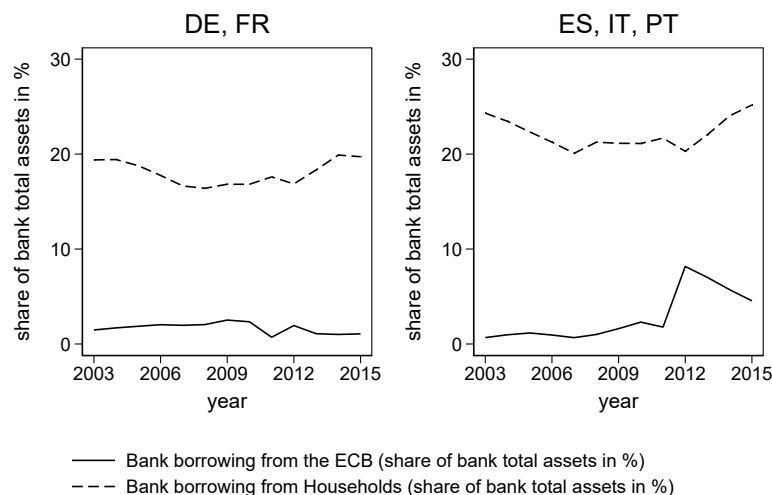 DE, FR
share of bank total assets in %
30
20
10
0
2003 2006 2009 2012 2015
year
ES, IT, PT
share of bank total assets in %
30
20
10
0
2003 2006 2009 2012 2015
year
Bank borrowing from the ECB (share of bank total assets in %)
Bank borrowing from Households (share of bank total assets in %)